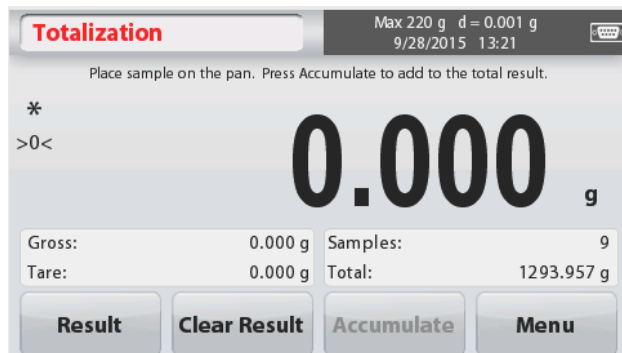 Totalization
Max 220 g d = 0.001 g
9/28/2015 13:21
Place sample on the pan. Press Accumulate to add to the total result.
*
>0<
0.000 g
Gross: 0.000 g Samples: 9
Tare: 0.000 g Total: 1293.957 g
Result Clear Result Accumulate Menu